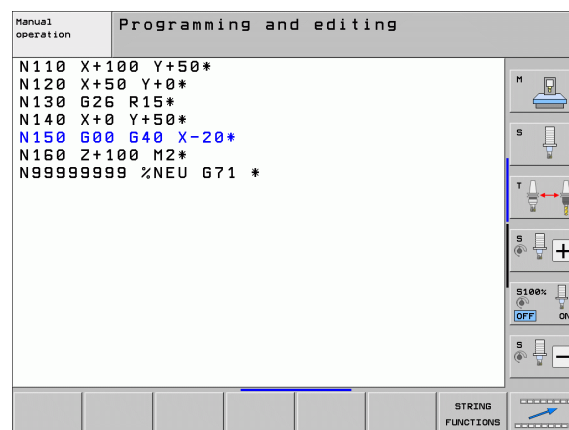 Manual
operation
Programming and editing
N110 X+100 Y+50*
N120 X+50 Y+0*
N130 G26 R15*
N140 X+0 Y+50*
N150 G00 G40 X-20*
N160 Z+100 M2*
N99999999 %NEU G71 *
M
S
T
S
+
S100%
OFF ON
S
-
STRING
FUNCTIONS